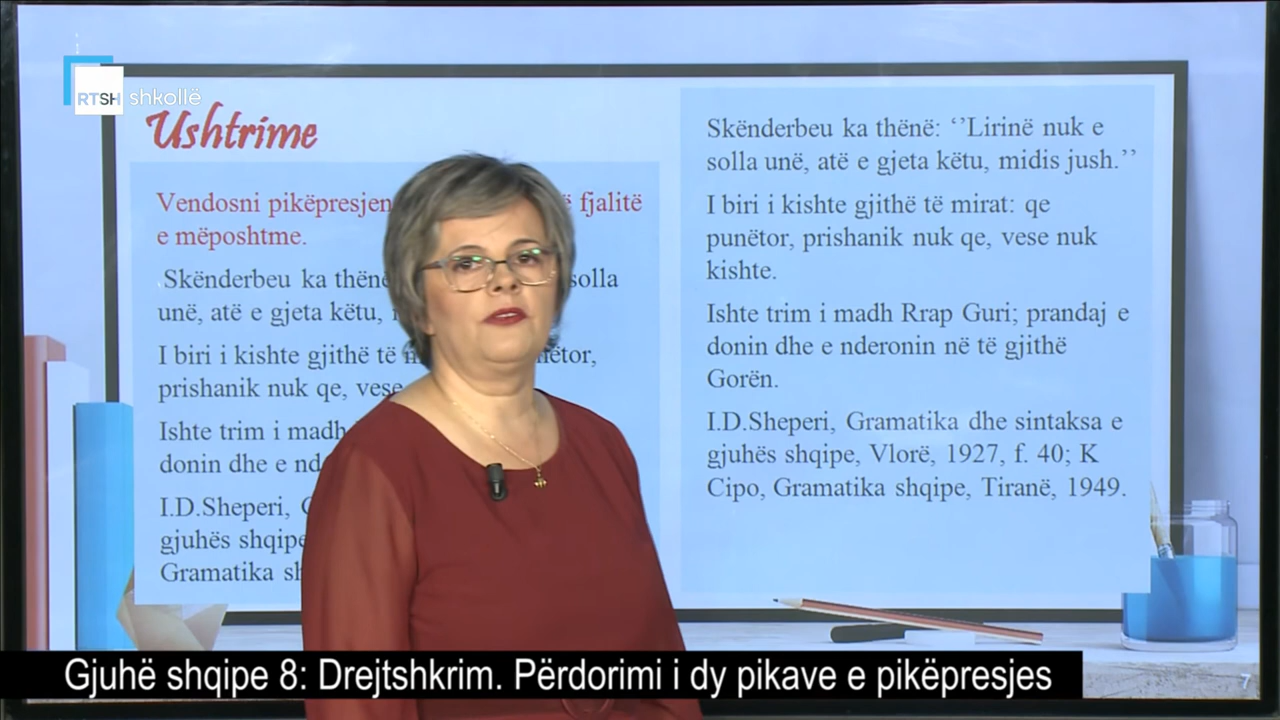 RTSH shkollë
Ushtrime
Vendosni pikëpresjen fjalitë
e mëposhtme.
Skënderbeu ka thënë solla
unë, atë e gjeta këtu,
I biri i kishte gjithë të
prishanik nuk qe, vese
Ishte trim i madh
donin dhe e
I.D.Sheperi,
gjuhës shqipe
Gramatika
Skënderbeu ka thënë: ‘’Lirinë nuk e
solla unë, atë e gjeta këtu, midis jush.’’
I biri i kishte gjithë të mirat: qe
punëtor, prishanik nuk qe, vese nuk
kishte.
Ishte trim i madh Rrap Guri; prandaj e
donin dhe e nderonin në të gjithë
Gorën.
I.D.Sheperi, Gramatika dhe sintaksa e
gjuhës shqipe, Vlorë, 1927, f. 40; K
Cipo, Gramatika shqipe, Tiranë, 1949.
7
Gjuhë shqipe 8: Drejtshkrim. Përdorimi i dy pikave e pikëpresjes